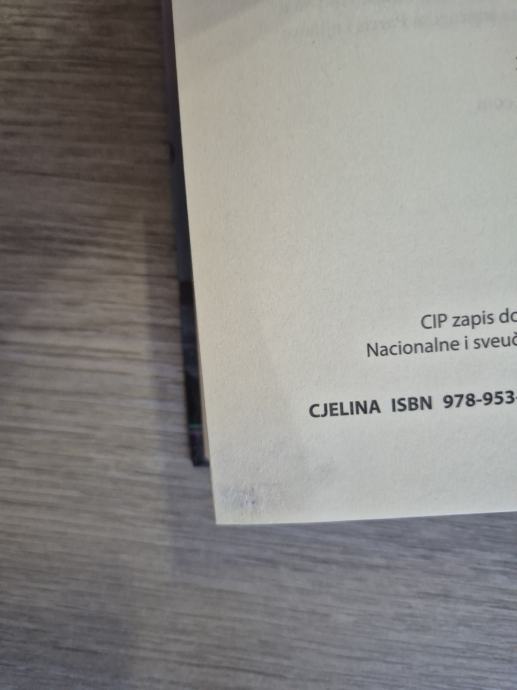 CIP zapis do
Nacionalne i sveuč
CJELINA ISBN 978-953-